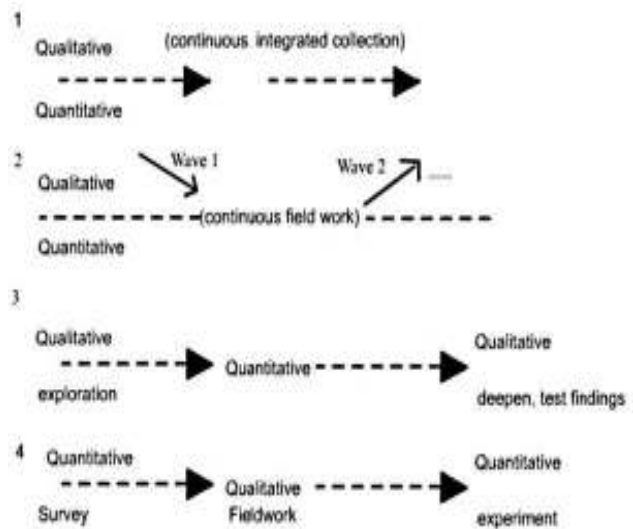 1
Qualitative (continuous integrated collection)
Quantitative
2
Wave 1 Wave 2
Qualitative
(continuous field work)
Quantitative
3
Qualitative Qualitative
Quantitative
exploration deepen, test findings
4
Quantitative Quantitative
Qualitative
Survey Fieldwork experiment